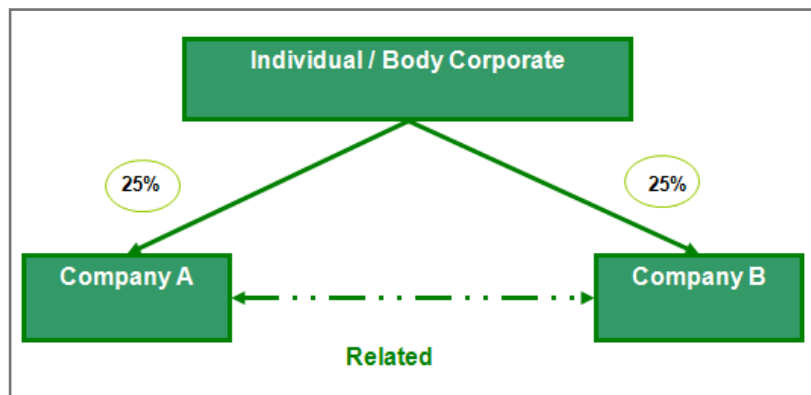 Individual / Body Corporate
25%
25%
Company A
Company B
Related